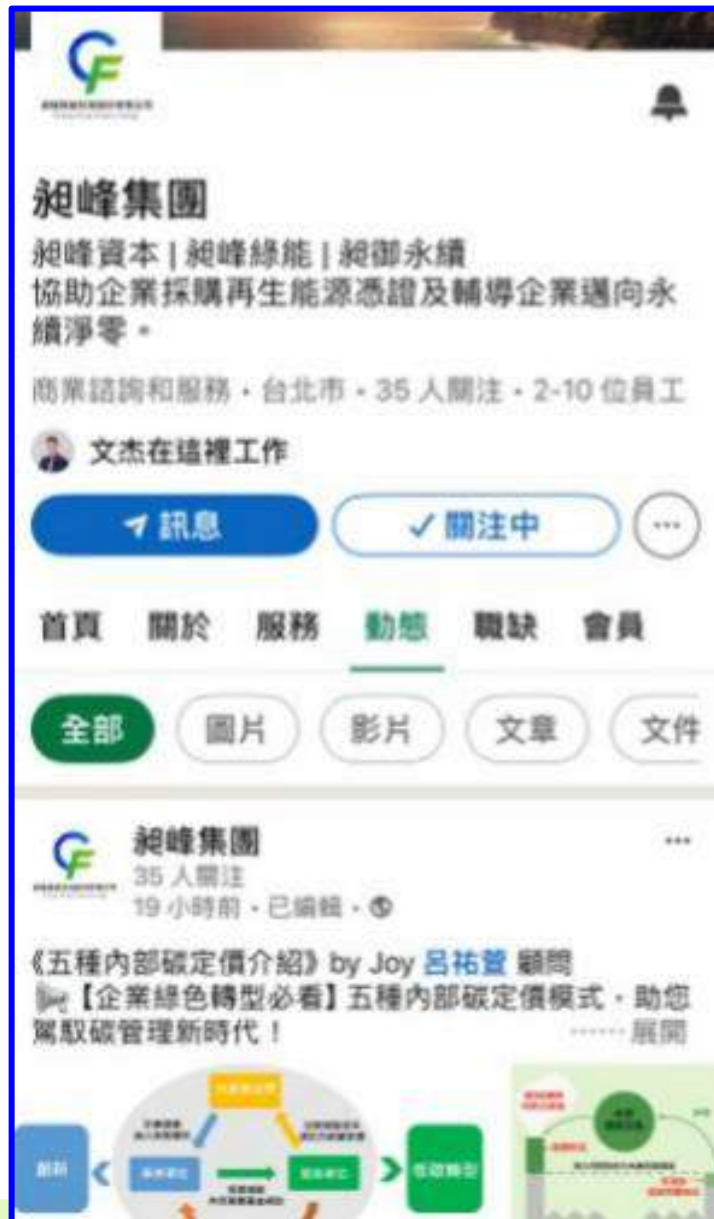 CF
昶峰集團
昶峰資本 | 昶峰綠能 | 昶御永續
協助企業採購再生能源憑證及輔導企業邁向永
續淨零。
商業諮詢和服務・台北市・35 人關注・2-10 位員工
文杰在這裡工作
訊息
關注中
首頁 關於 服務 動態 職缺 會員
全部 圖片 影片 文章 文件
CF
昶峰集團
35 人關注
19 小時前・已編輯・
《五種內部碳定價介紹》by Joy 呂祐萱 顧問
【企業綠色轉型必看】五種內部碳定價模式，助您
駕馭碳管理新時代！ ⋯⋯展開
創新
低碳轉型